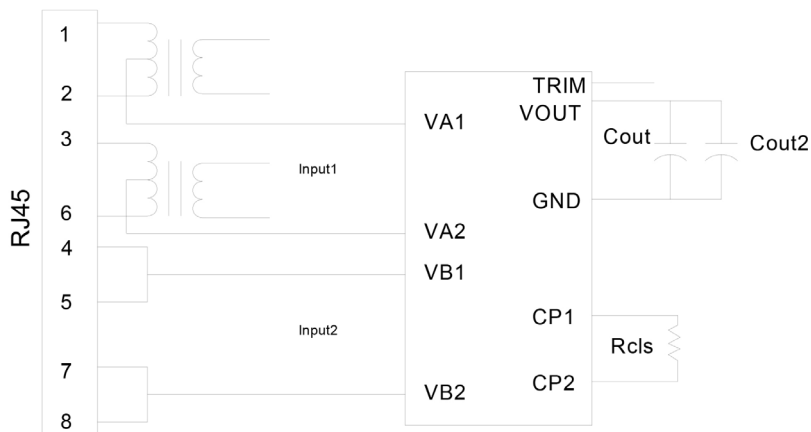 RJ45
1
2
3
6
4
5
7
8
Input1
Input2
VA1
VA2
VB1
VB2
TRIM
VOUT
GND
CP1
CP2
Cout
Cout2
Rcls